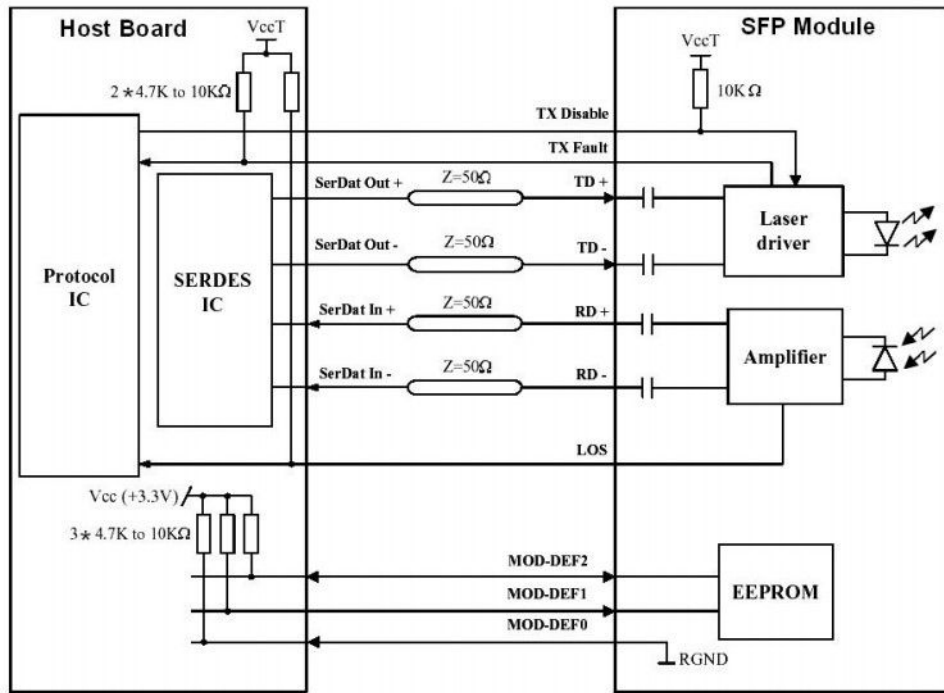 Host Board
SFP Module
VccT
VccT
2*4.7K to 10KΩ
10K Ω
TX Disable
TX Fault
SerDat Out +
Z=50Ω
TD +
Laser
driver
SerDat Out -
Z=50Ω
TD -
Protocol
IC
SERDES
IC
SerDat In +
Z=50Ω
RD +
Amplifier
SerDat In -
Z=50Ω
RD -
LOS
Vcc (+3.3V)
3* 4.7K to 10KΩ
MOD-DEF2
EEPROM
MOD-DEF1
MOD-DEF0
RGND